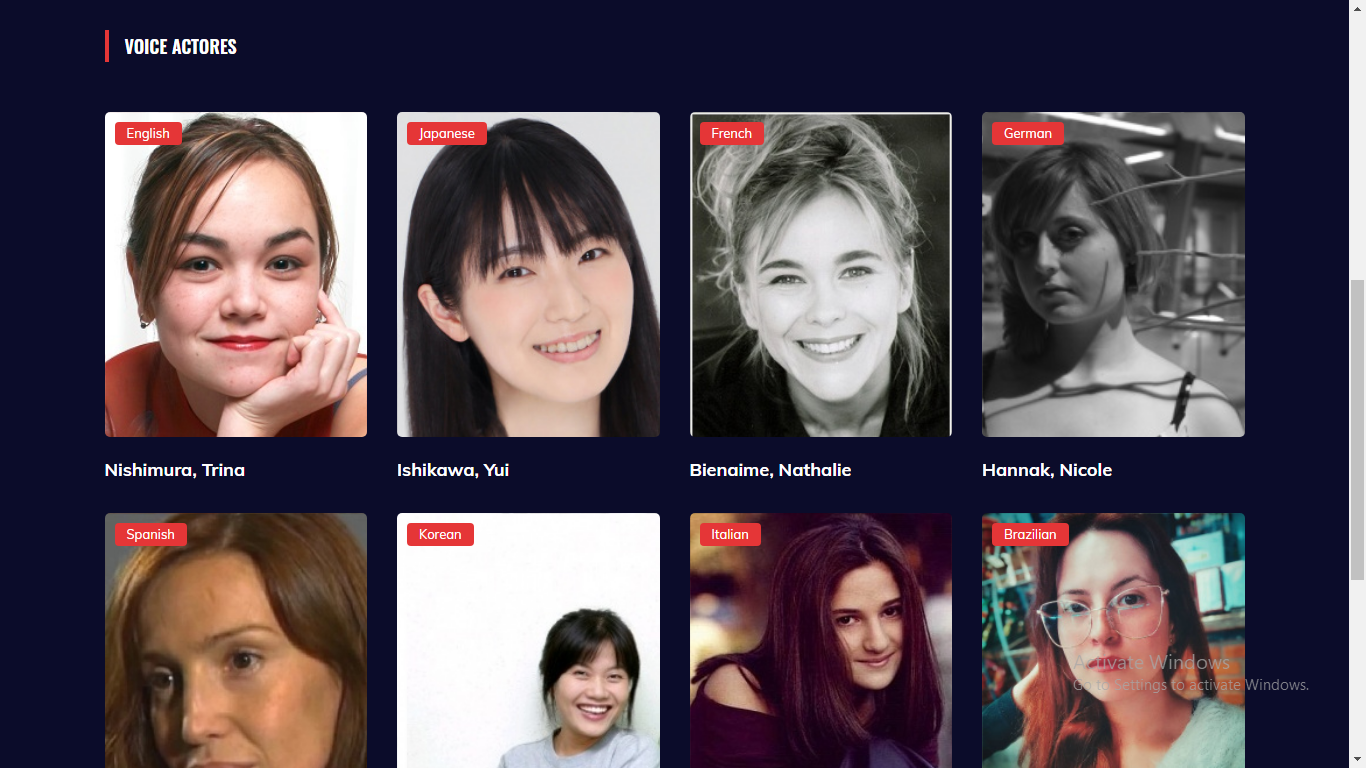 VOICE ACTORES
English
Japanese
French
German
Nishimura, Trina
Ishikawa, Yui
Bienaime, Nathalie
Hannak, Nicole
Spanish
Korean
Italian
Brazilian
Activate Windows
Go to Settings to activate Windows.